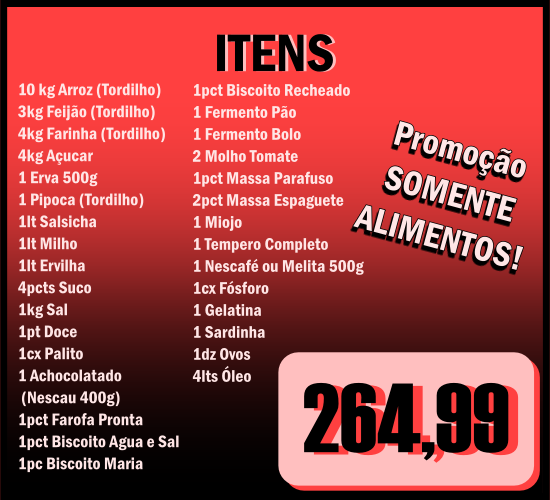 ITENS
10 kg Arroz (Tordilho)
3kg Feijão (Tordilho)
4kg Farinha (Tordilho)
4kg Açucar
1 Erva 500g
1 Pipoca (Tordilho)
1lt Salsicha
1lt Milho
1lt Ervilha
4pcts Suco
1kg Sal
1pt Doce
1cx Palito
1 Achocolatado
(Nescau 400g)
1pct Farofa Pronta
1pct Biscoito Agua e Sal
1pc Biscoito Maria
1pct Biscoito Recheado
1 Fermento Pão
1 Fermento Bolo
2 Molho Tomate
1pct Massa Parafuso
2pct Massa Espaguete
1 Miojo
1 Tempero Completo
1 Nescafé ou Melita 500g
1cx Fósforo
1 Gelatina
1 Sardinha
1dz Ovos
4lts Óleo
Promoção
SOMENTE
ALIMENTOS!
264,99